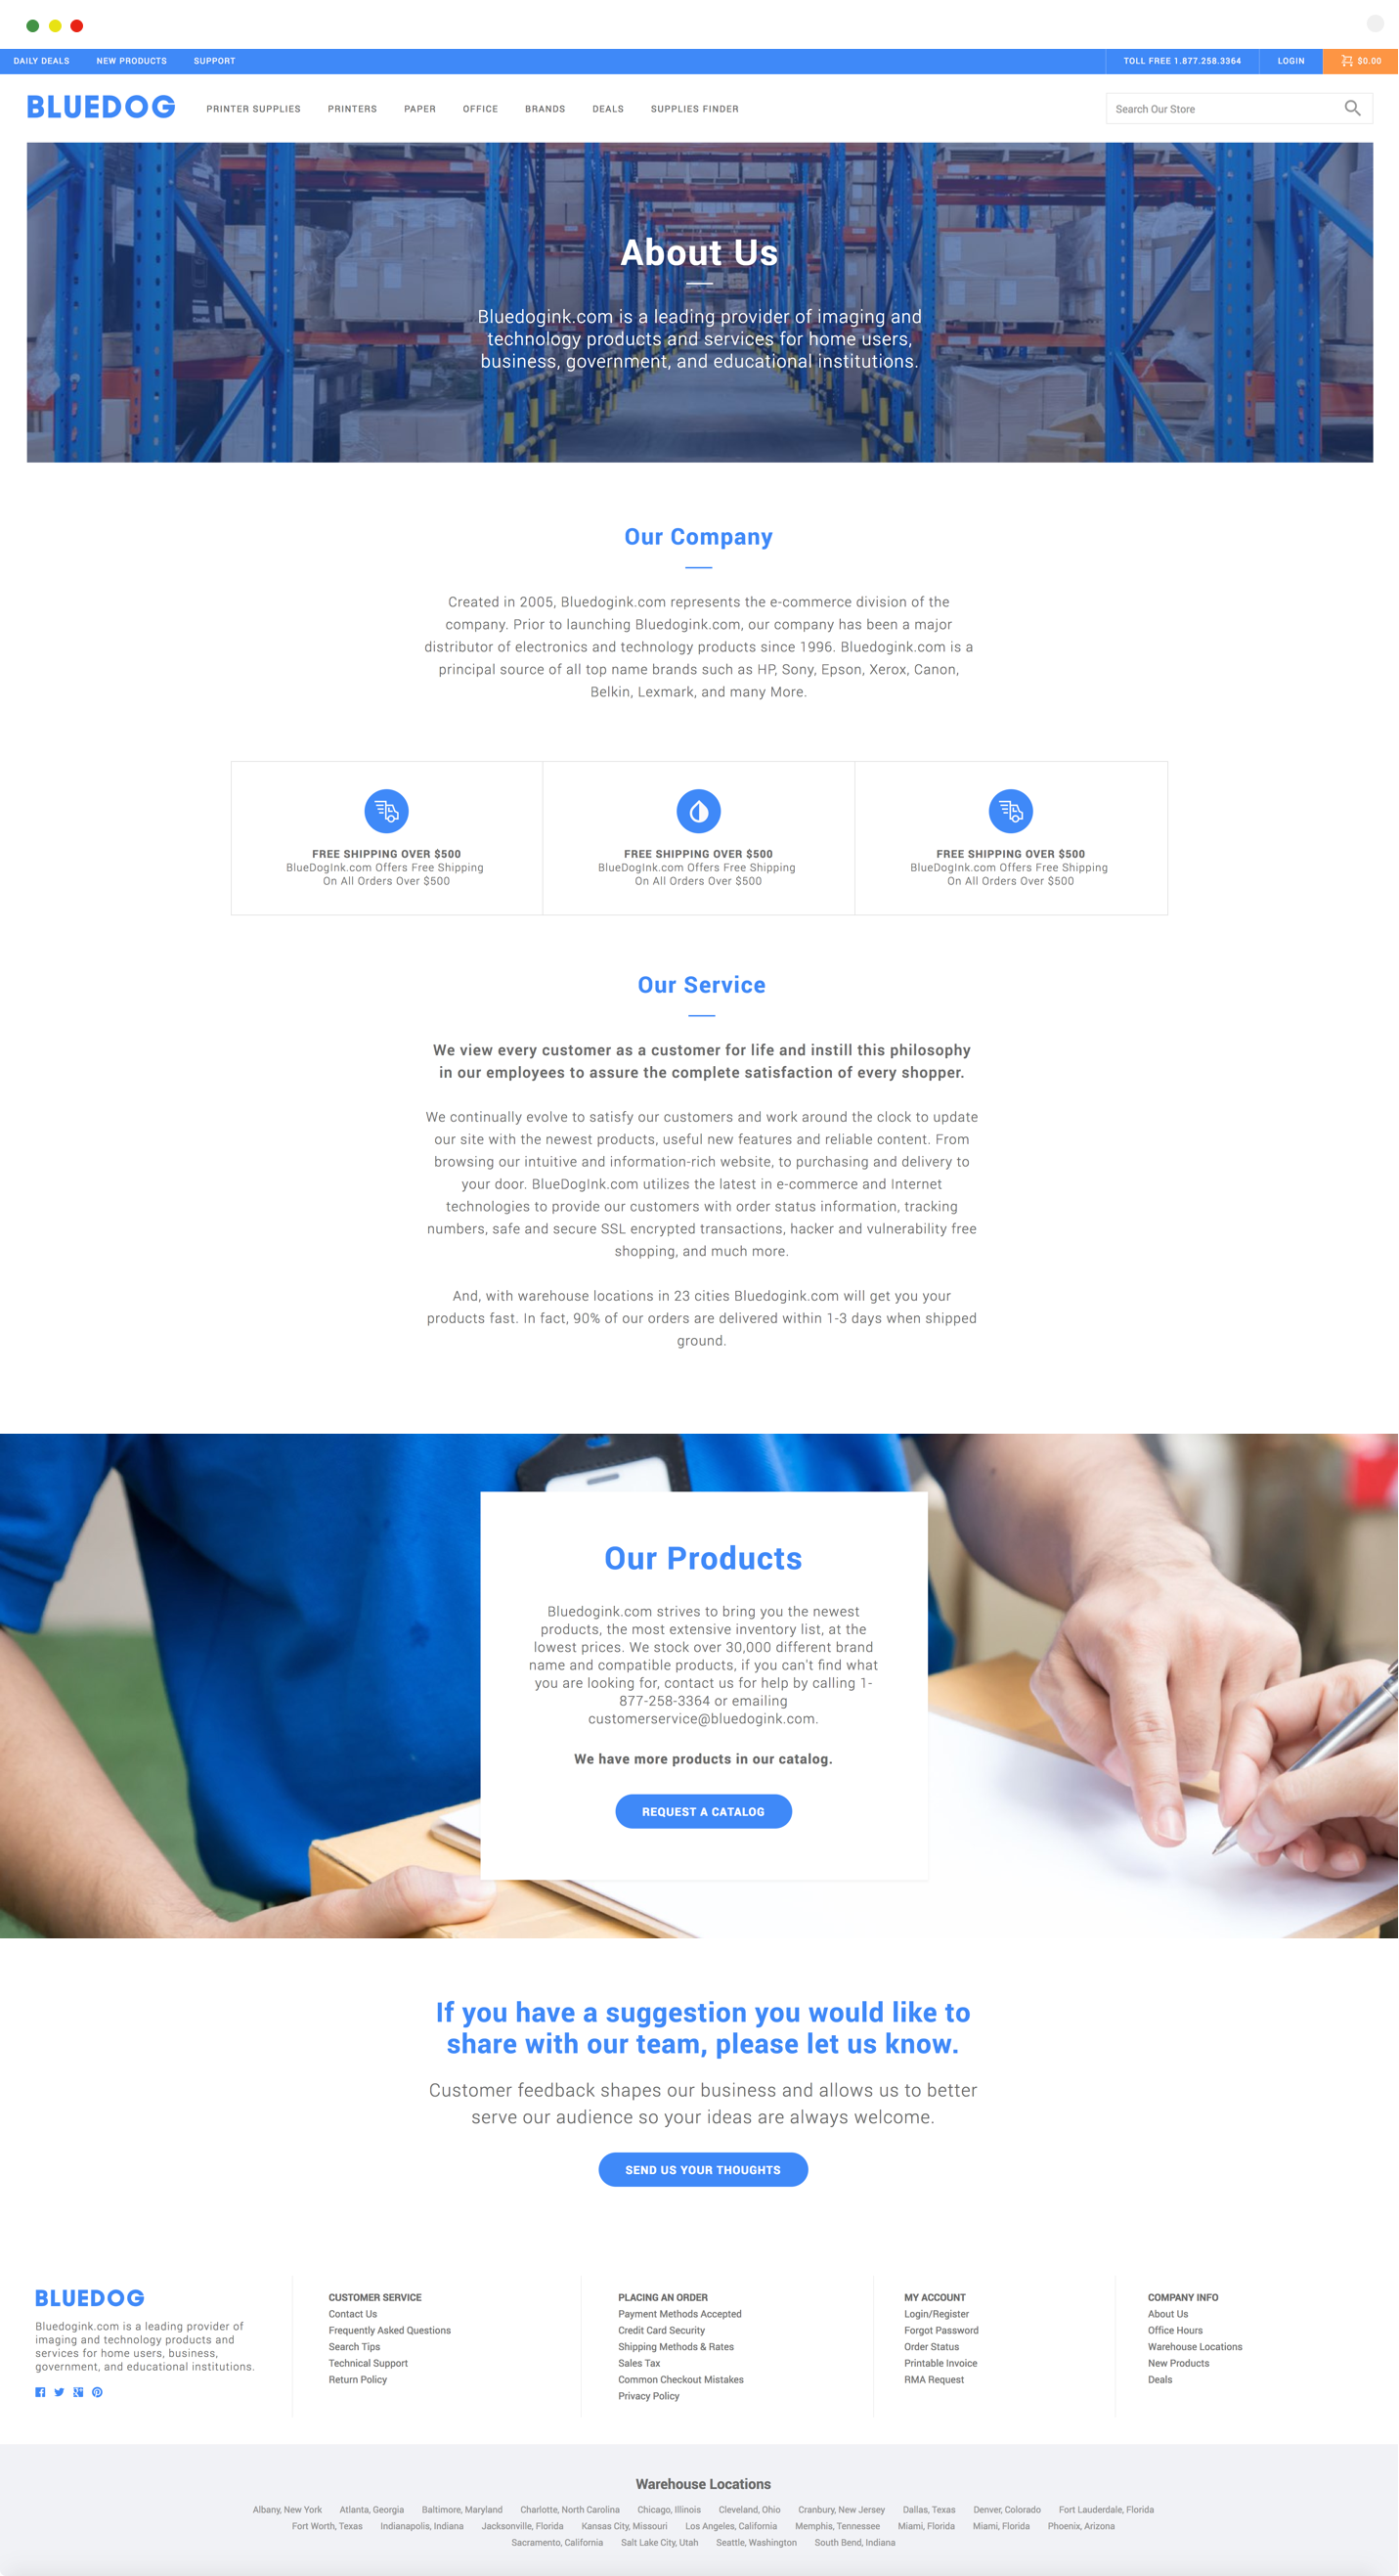 DAILY DEALS NEW PRODUCTS SUPPORT TOLL FREE 1.877.258.3364 LOGIN $0.00
BLUEDOG PRINTER SUPPLIES PRINTERS PAPER OFFICE BRANDS DEALS SUPPLIES FINDER Search Our Store
About Us
Bluedogink.com is a leading provider of imaging and
technology products and services for home users,
business, government, and educational institutions.
Our Company
Created in 2005, Bluedogink.com represents the e-commerce division of the
company. Prior to launching Bluedogink.com, our company has been a major
distributor of electronics and technology products since 1996. Bluedogink.com is a
principal source of all top name brands such as HP, Sony, Epson, Xerox, Canon,
Belkin, Lexmark, and many More.
FREE SHIPPING OVER $500
BlueDogInk.com Offers Free Shipping
On All Orders Over $500
FREE SHIPPING OVER $500
BlueDogInk.com Offers Free Shipping
On All Orders Over $500
FREE SHIPPING OVER $500
BlueDogInk.com Offers Free Shipping
On All Orders Over $500
Our Service
We view every customer as a customer for life and instill this philosophy
in our employees to assure the complete satisfaction of every shopper.
We continually evolve to satisfy our customers and work around the clock to update
our site with the newest products, useful new features and reliable content. From
browsing our intuitive and information-rich website, to purchasing and delivery to
your door. BlueDogInk.com utilizes the latest in e-commerce and Internet
technologies to provide our customers with order status information, tracking
numbers, safe and secure SSL encrypted transactions, hacker and vulnerability free
shopping, and much more.
And, with warehouse locations in 23 cities Bluedogink.com will get you your
products fast. In fact, 90% of our orders are delivered within 1-3 days when shipped
ground.
Our Products
Bluedogink.com strives to bring you the newest
products, the most extensive inventory list, at the
lowest prices. We stock over 30,000 different brand
name and compatible products, if you can't find what
you are looking for, contact us for help by calling 1-
877-258-3364 or emailing
customerservice@bluedogink.com.
We have more products in our catalog.
REQUEST A CATALOG
If you have a suggestion you would like to
share with our team, please let us know.
Customer feedback shapes our business and allows us to better
serve our audience so your ideas are always welcome.
SEND US YOUR THOUGHTS
BLUEDOG
Bluedogink.com is a leading provider of
imaging and technology products and
services for home users, business,
government, and educational institutions.
CUSTOMER SERVICE
Contact Us
Frequently Asked Questions
Search Tips
Technical Support
Return Policy
PLACING AN ORDER
Payment Methods Accepted
Credit Card Security
Shipping Methods & Rates
Sales Tax
Common Checkout Mistakes
Privacy Policy
MY ACCOUNT
Login/Register
Forgot Password
Order Status
Printable Invoice
RMA Request
COMPANY INFO
About Us
Office Hours
Warehouse Locations
New Products
Deals
Warehouse Locations
Albany, New York Atlanta, Georgia Baltimore, Maryland Charlotte, North Carolina Chicago, Illinois Cleveland, Ohio Cranbury, New Jersey Dallas, Texas Denver, Colorado Fort Lauderdale, Florida
Fort Worth, Texas Indianapolis, Indiana Jacksonville, Florida Kansas City, Missouri Los Angeles, California Memphis, Tennessee Miami, Florida Miami, Florida Phoenix, Arizona
Sacramento, California Salt Lake City, Utah Seattle, Washington South Bend, Indiana